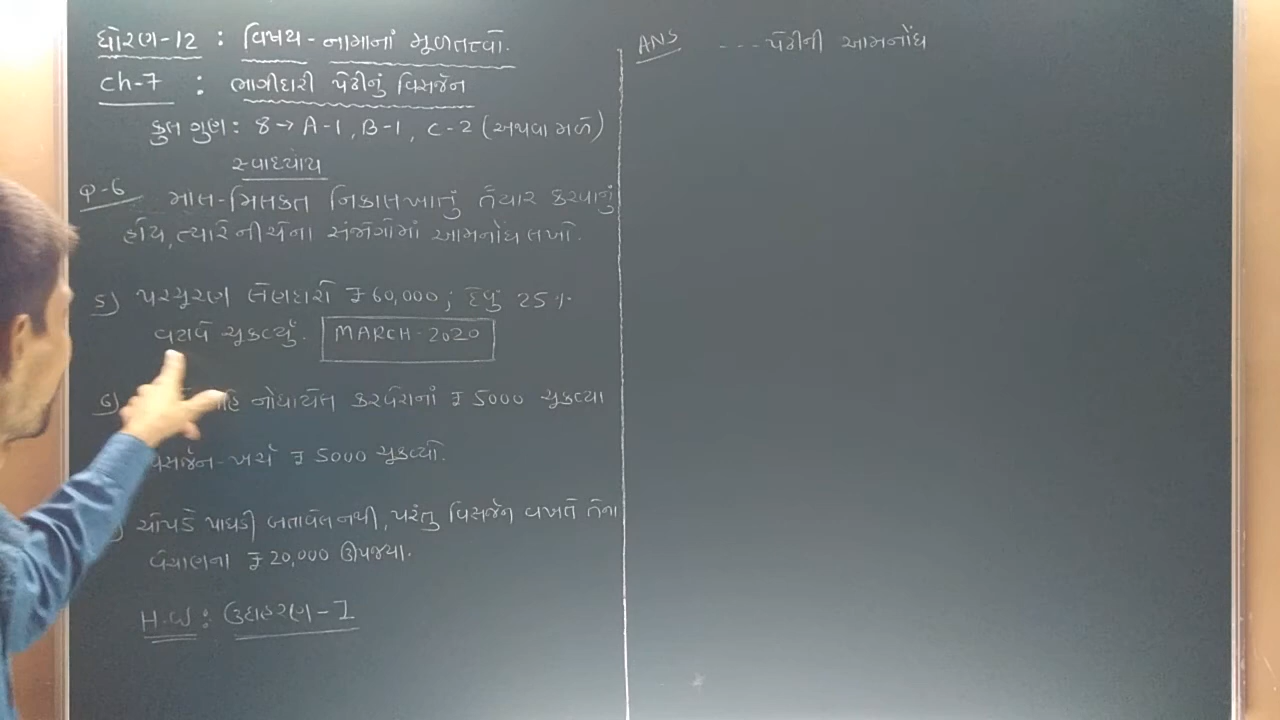 ધોરણ-12 : વિષય - નામાનાં મૂળતત્ત્વો.
ch-7 : ભાગીદારી પેઢીનું વિસર્જન
કુલ ગુણ : 8 → A-1, B-1, C-2 (અથવા મળે)
સ્વાધ્યાય
Q-6 માલ-મિલકત નિકાલખાતું તૈયાર કરવાનું
હોય, ત્યારે નીચેના સંજોગોમાં આમનોંધ લખો.
5) પરચૂરણ લેણદારો ₹ 60,000; દેવું 25%
વટાવે ચૂકવ્યું. MARCH-2020
નોંધાયેલ કરવેરાનાં ₹ 5000 ચૂકવ્યા
વિસર્જન-ખર્ચ ₹ 5000 ચૂકવ્યો.
ચોપડે પાઘડી બતાવેલ નથી, પરંતુ વિસર્જન વખતે તેના
વેચાણના ₹ 20,000 ઊપજ્યા.
H.W : ઉદાહરણ-1
ANS ---પેઢીની આમનોંધ